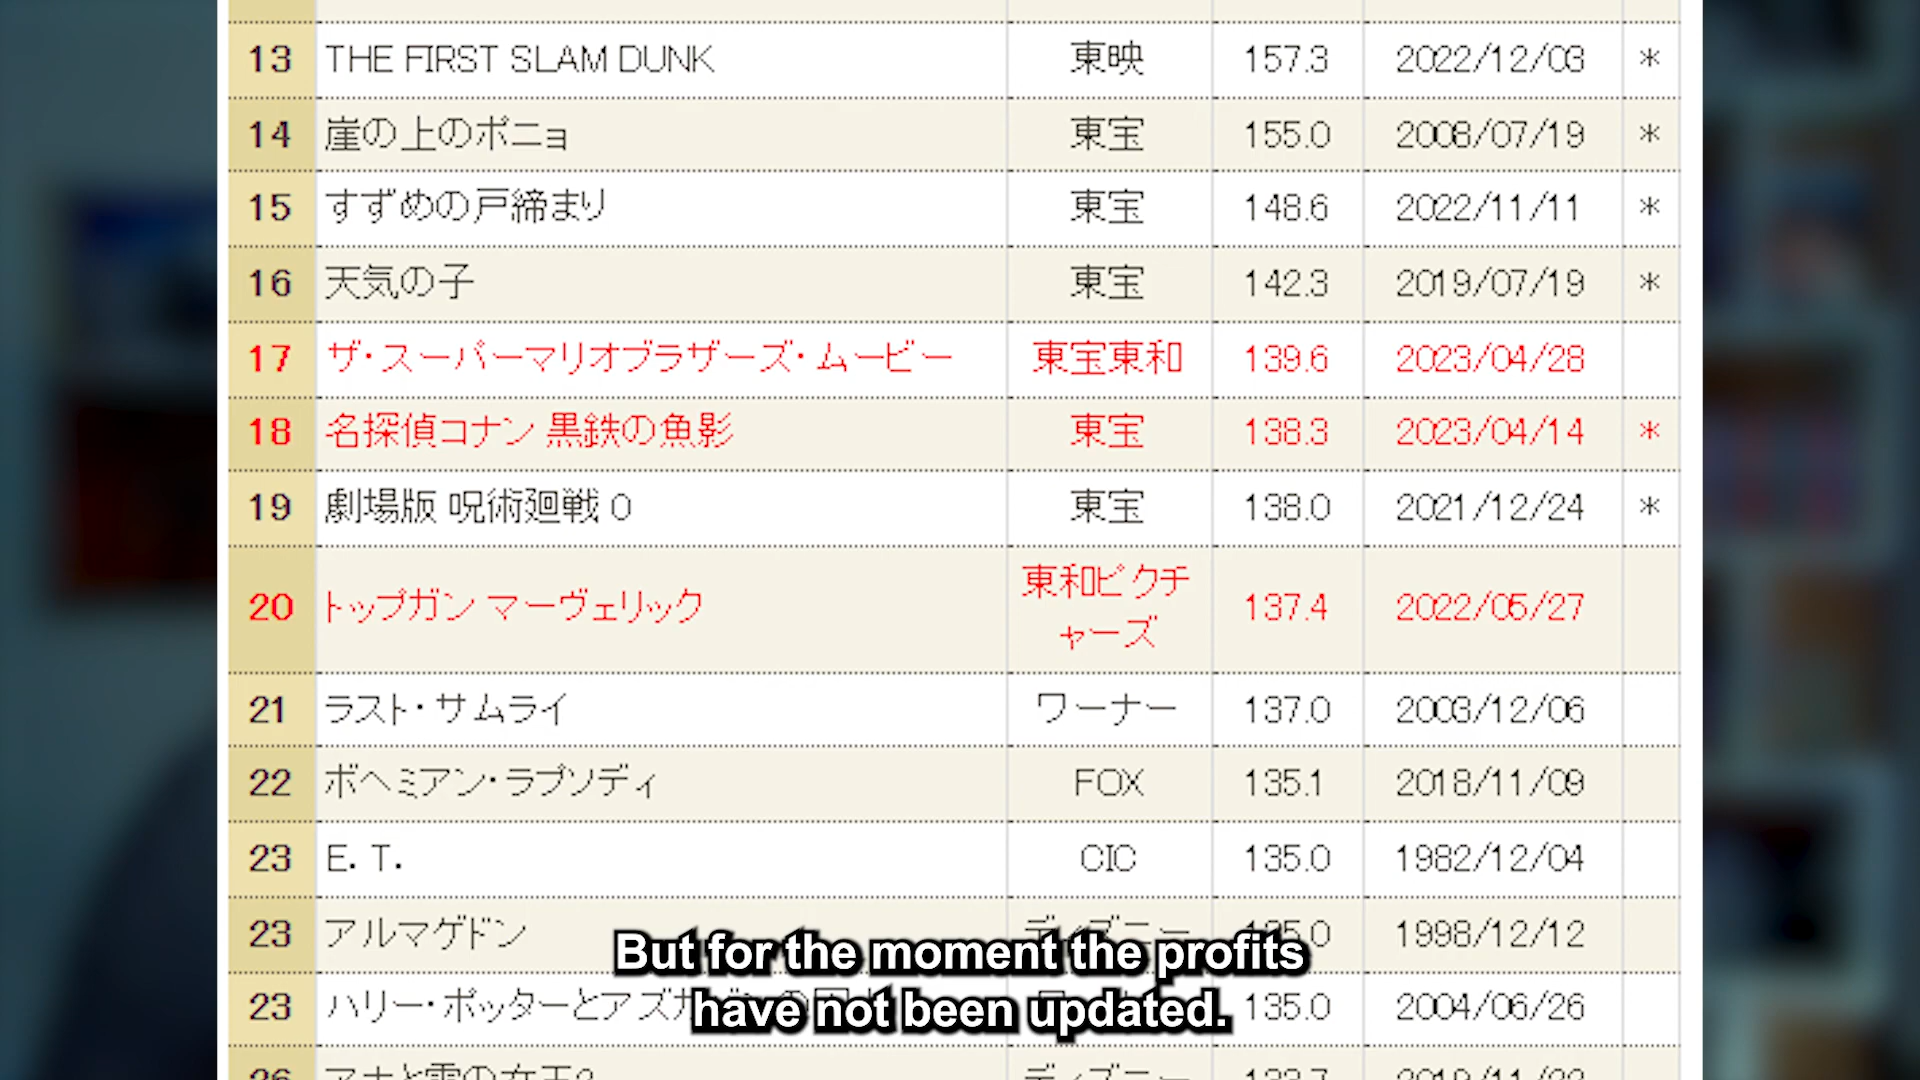 13 THE FIRST SLAM DUNK 東映 157.3 2022/12/03 *
14 崖の上のポニョ 東宝 155.0 2008/07/19 *
15 すずめの戸締まり 東宝 148.6 2022/11/11 *
16 天気の子 東宝 142.3 2019/07/19 *
17 ザ・スーパーマリオブラザーズ・ムービー 東宝東和 139.6 2023/04/28
18 名探偵コナン 黒鉄の魚影 東宝 138.3 2023/04/14 *
19 劇場版 呪術廻戦 0 東宝 138.0 2021/12/24 *
20 トップガン マーヴェリック 東和ピクチャーズ 137.4 2022/05/27
21 ラスト・サムライ ワーナー 137.0 2003/12/06
22 ボヘミアン・ラプソディ FOX 135.1 2018/11/09
23 E.T. CIC 135.0 1982/12/04
23 アルマゲドン ディズニー 135.0 1998/12/12
But for the moment the profits
23 ハリー・ポッターとアズカ 135.0 2004/06/26
have not been updated.